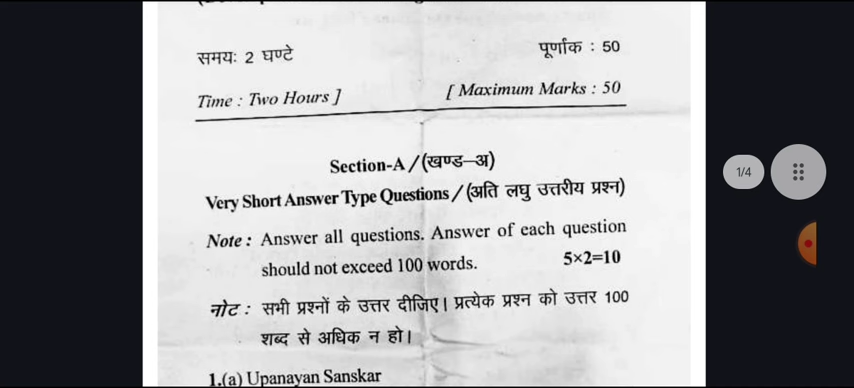 समयः 2 घण्टे
पूर्णांक : 50
Time : Two Hours ]
[ Maximum Marks : 50
Section-A / (खण्ड–अ)
Very Short Answer Type Questions / (अति लघु उत्तरीय प्रश्न)
Note : Answer all questions. Answer of each question
should not exceed 100 words. 5×2=10
नोट : सभी प्रश्नों के उत्तर दीजिए। प्रत्येक प्रश्न को उत्तर 100
शब्द से अधिक न हो।
1.(a) Upanayan Sanskar
1/4